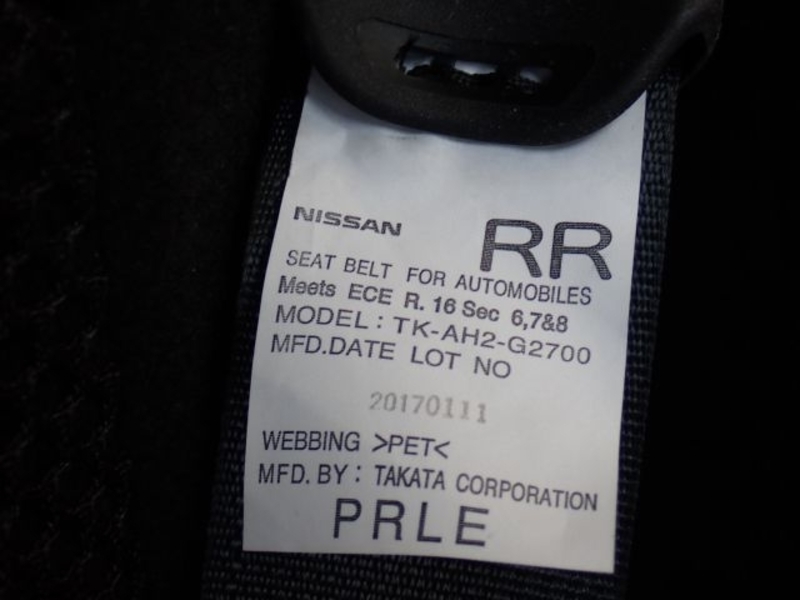 NISSAN RR
SEAT BELT FOR AUTOMOBILES
Meets ECE R. 16 Sec 6,7&8
MODEL : TK-AH2-G2700
MFD.DATE LOT NO
20170111
WEBBING >PET<
MFD. BY : TAKATA CORPORATION
PRLE